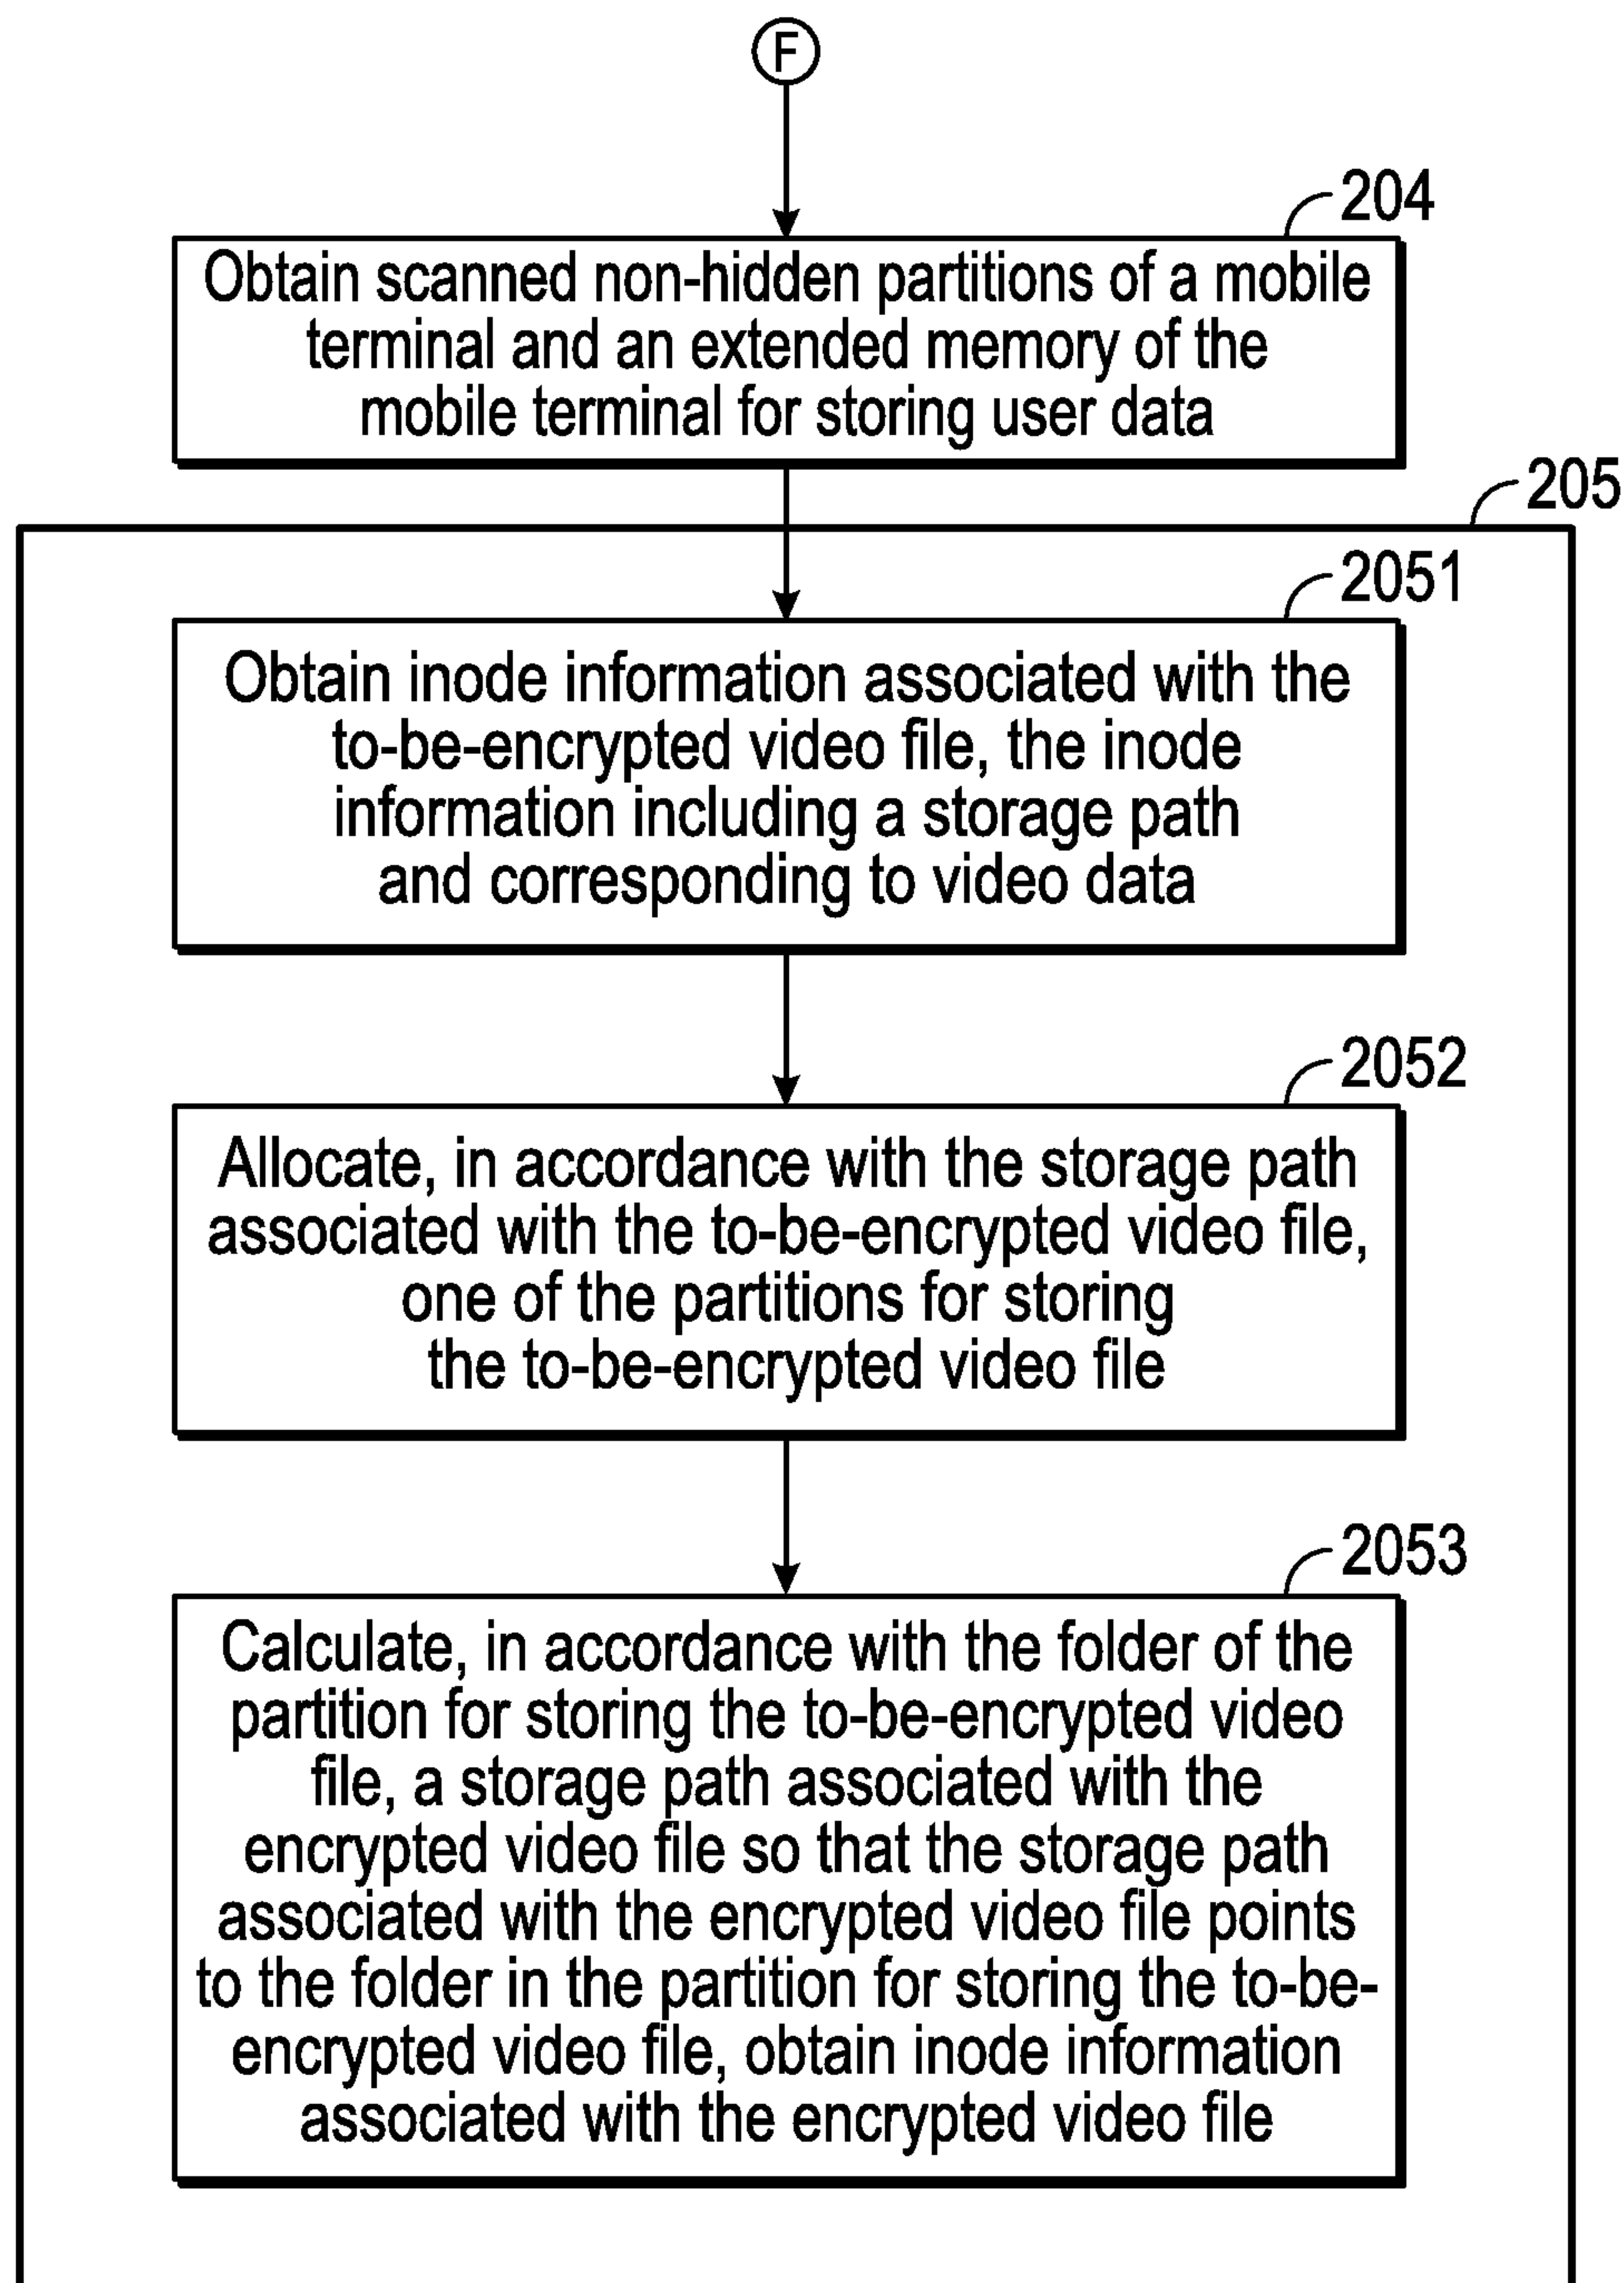 F
204
Obtain scanned non-hidden partitions of a mobile
terminal and an extended memory of the
mobile terminal for storing user data
205
2051
Obtain inode information associated with the
to-be-encrypted video file, the inode
information including a storage path
and corresponding to video data
2052
Allocate, in accordance with the storage path
associated with the to-be-encrypted video file,
one of the partitions for storing
the to-be-encrypted video file
2053
Calculate, in accordance with the folder of the
partition for storing the to-be-encrypted video
file, a storage path associated with the
encrypted video file so that the storage path
associated with the encrypted video file points
to the folder in the partition for storing the to-be-
encrypted video file, obtain inode information
associated with the encrypted video file